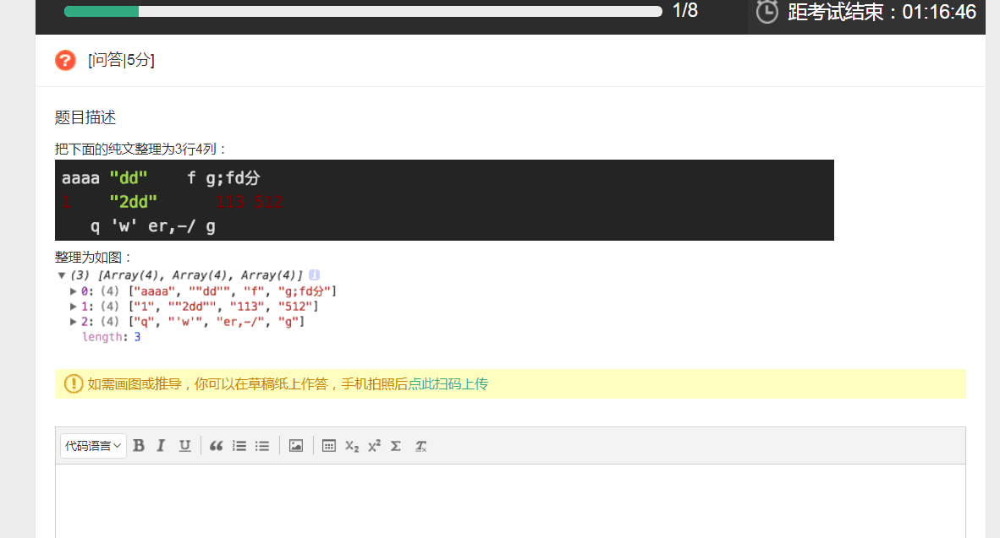 1/8
距考试结束：01:16:46
[问答|5分]
题目描述
把下面的纯文整理为3行4列：
aaaa "dd"    f g;fd分
1    "2dd"      113 512
   q 'w' er,-/ g
整理为如图：
▼(3) [Array(4), Array(4), Array(4)] i
▶0: (4) ["aaaa", ""dd"", "f", "g;fd分"]
▶1: (4) ["1", ""2dd"", "113", "512"]
▶2: (4) ["q", "'w'", "er,-/", "g"]
length: 3
如需画图或推导，你可以在草稿纸上作答，手机拍照后点此扫码上传
代码语言 B I U X₂ X² Σ Tx